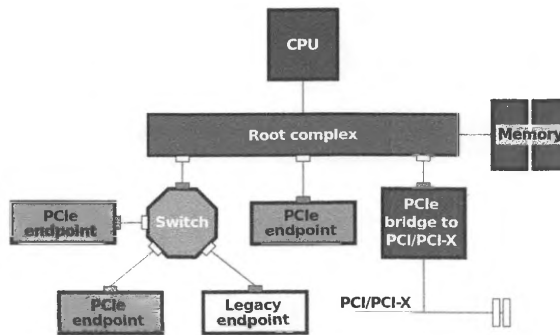 CPU
Root complex
Memory
PCIe
endpoint
Switch
PCIe
endpoint
PCIe
bridge to
PCI/PCI-X
PCIe
endpoint
Legacy
endpoint
PCI/PCI-X